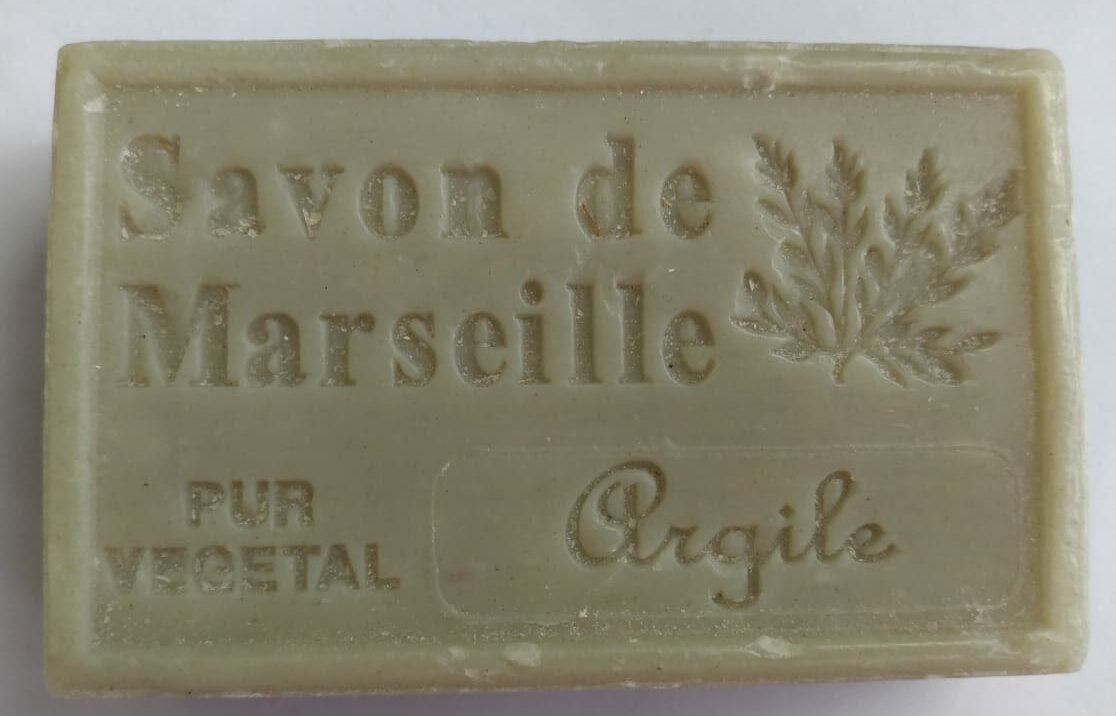 Savon de
Marseille
PUR
VEGETAL
Argile